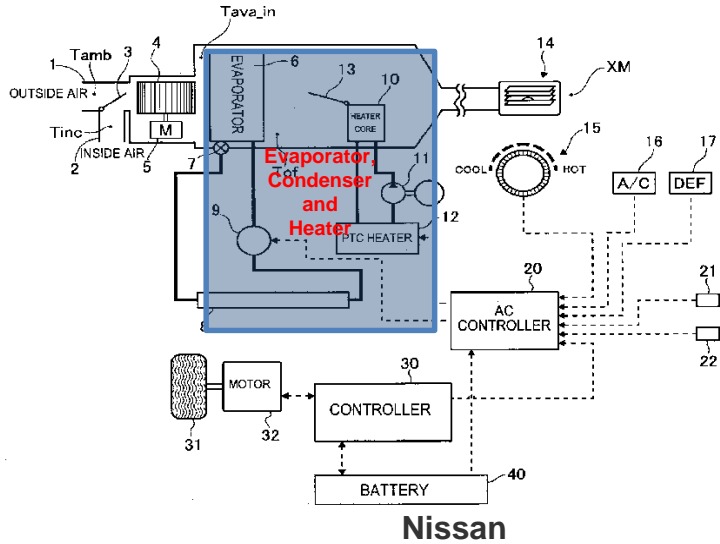 Tava_in
Tamb
1
3
4
OUTSIDE AIR
Tinc
2
INSIDE AIR
M
5
7
EVAPORATOR
6
13
10
HEATER
CORE
14
XM
Evaporator,
Condenser
and
Heater
Tof
11
9
12
PTC HEATER
8
15
COOL
HOT
16
A/C
17
DEF
20
AC
CONTROLLER
21
22
30
MOTOR
31
32
CONTROLLER
40
BATTERY
Nissan